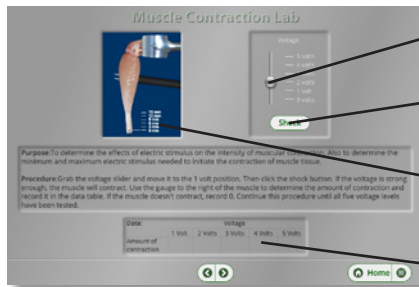 Muscle Contraction Lab
Voltage
5 volts
4 volts
2 volts
1 volt
0 volts
Shock
Purpose:To determine the effects of electric stimulus on the intensity of muscular contraction. Also to determine the
minimum and maximum electric stimulus needed to initiate the contraction of muscle tissue.
Procedure:Grab the voltage slider and move it to the 1 volt position. Then click the shock button. If the voltage is strong
enough, the muscle will contract. Use the gauge to the right of the muscle to determine the amount of contraction and
record it in the data table. If the muscle doesn't contract, record 0. Continue this procedure until all five voltage levels
have been tested.
Data: Voltage
1 Volt 2 Volts 3 Volts 4 Volts 5 Volts
Amount of
contraction
Home